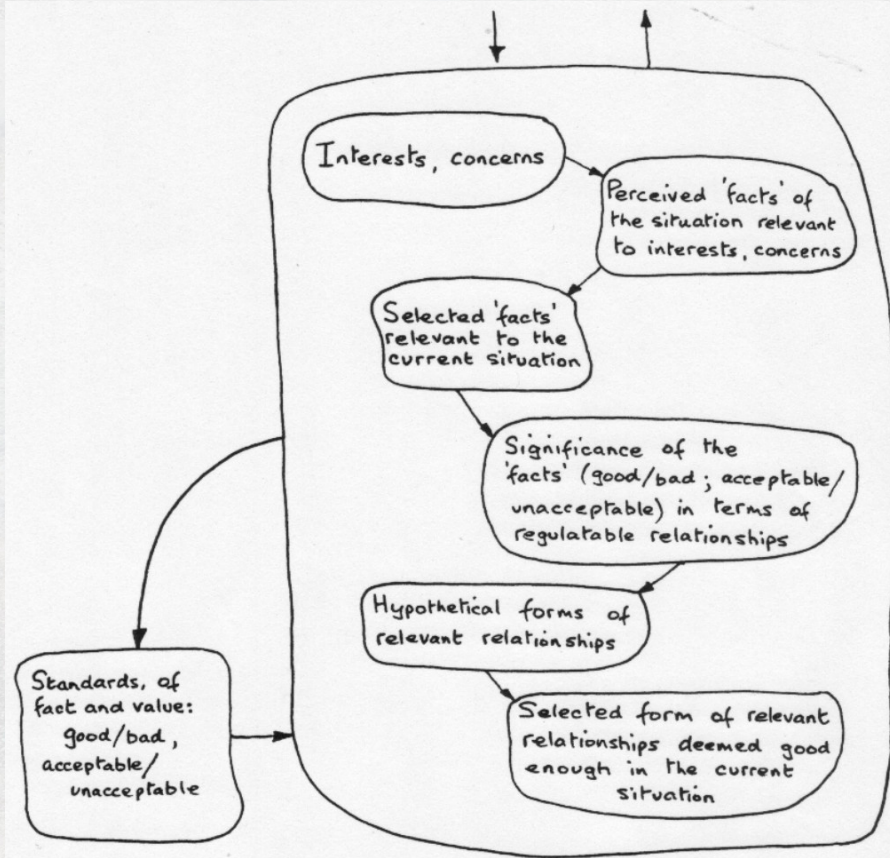 Interests, concerns
Perceived 'facts' of
the situation relevant
to interests, concerns
Selected 'facts'
relevant to the
current situation
Significance of the
'facts' (good/bad; acceptable/
unacceptable) in terms of
regulatable relationships
Hypothetical forms of
relevant relationships
Selected form of relevant
relationships deemed good
enough in the current
situation
Standards, of
fact and value:
good/bad,
acceptable/
unacceptable